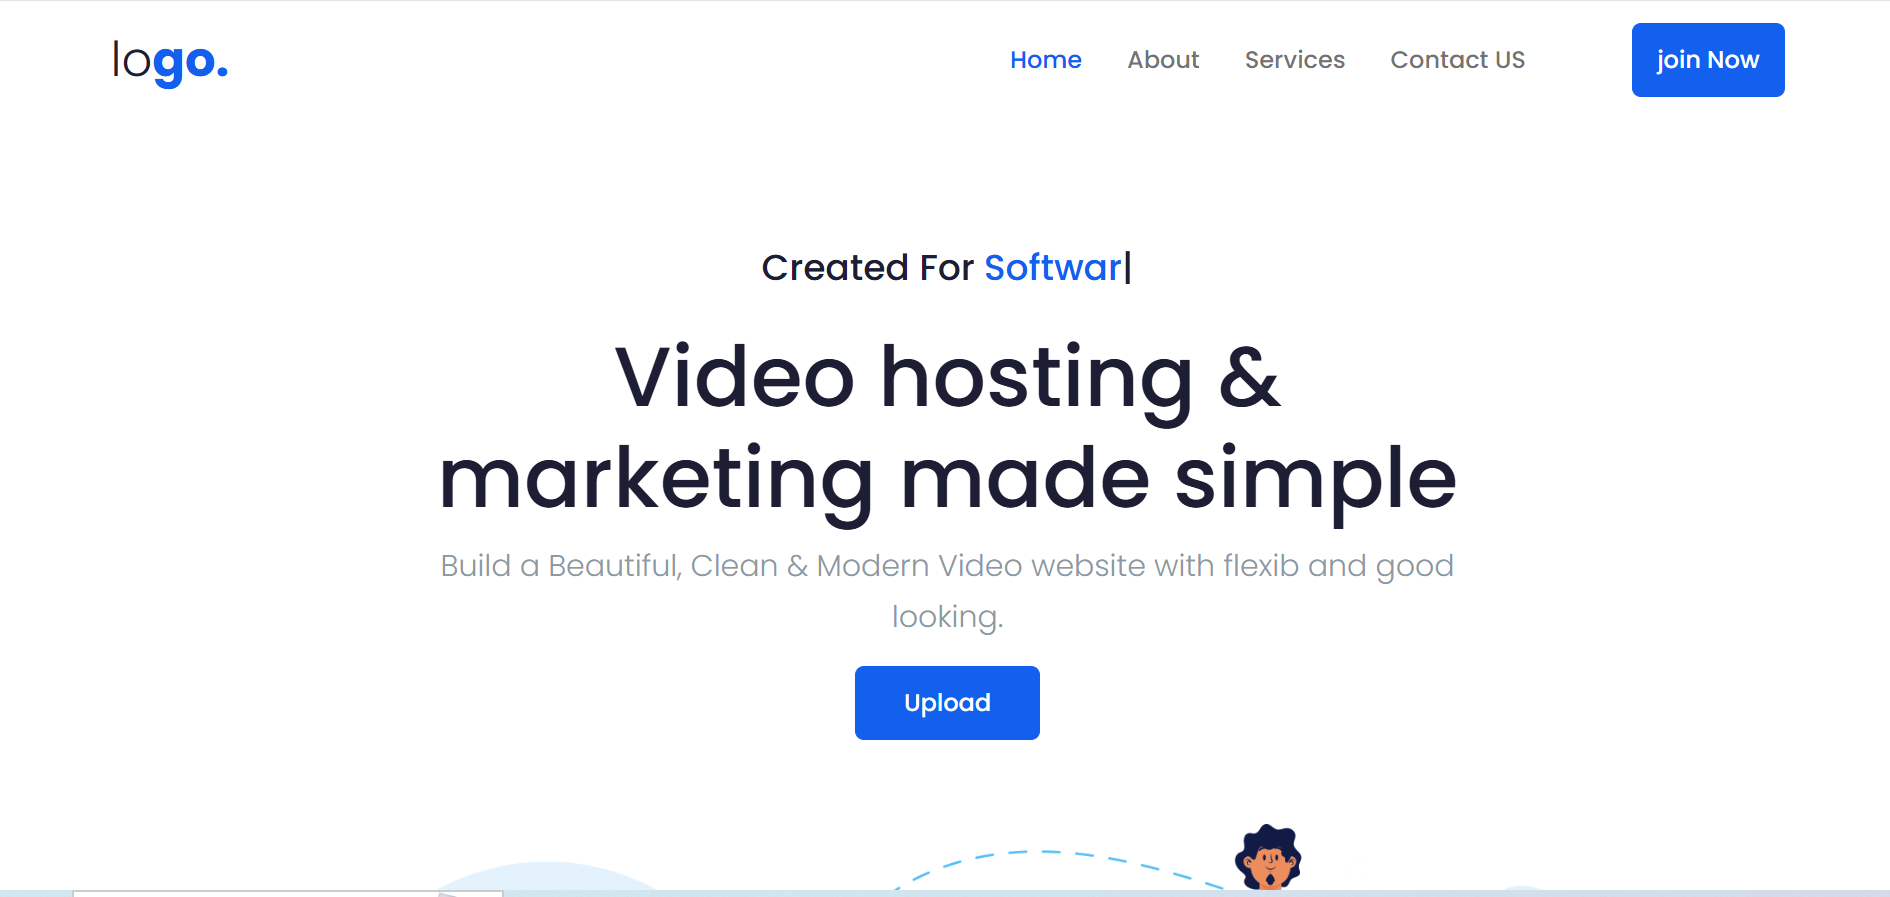 logo.
Home About Services Contact US join Now
Created For Softwar|
Video hosting &
marketing made simple
Build a Beautiful, Clean & Modern Video website with flexib and good
looking.
Upload